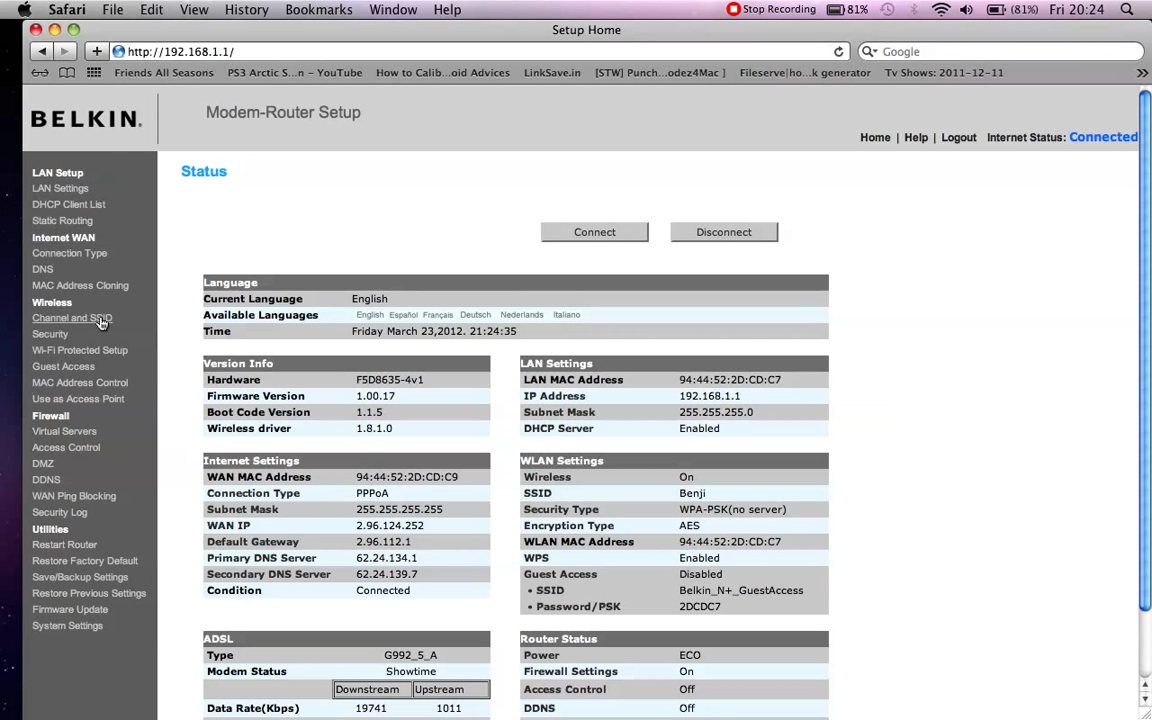 Safari File Edit View History Bookmarks Window Help Stop Recording 81% (81%) Fri 20:24
Setup Home
http://192.168.1.1/ Google
Friends All Seasons PS3 Arctic S...n - YouTube How to Calib...oid Advices LinkSave.in [STW] Punch...odez4Mac ] Fileserve|ho...k generator Tv Shows: 2011-12-11
BELKIN. Modem-Router Setup
Home | Help | Logout Internet Status: Connected
LAN Setup
LAN Settings
DHCP Client List
Static Routing
Internet WAN
Connection Type
DNS
MAC Address Cloning
Wireless
Channel and SSID
Security
Wi-Fi Protected Setup
Guest Access
MAC Address Control
Use as Access Point
Firewall
Virtual Servers
Access Control
DMZ
DDNS
WAN Ping Blocking
Security Log
Utilities
Restart Router
Restore Factory Default
Save/Backup Settings
Restore Previous Settings
Firmware Update
System Settings
Status
Connect Disconnect
Language
Current Language English
Available Languages English Español Français Deutsch Nederlands Italiano
Time Friday March 23,2012. 21:24:35
Version Info
Hardware F5D8635-4v1
Firmware Version 1.00.17
Boot Code Version 1.1.5
Wireless driver 1.8.1.0
LAN Settings
LAN MAC Address 94:44:52:2D:CD:C7
IP Address 192.168.1.1
Subnet Mask 255.255.255.0
DHCP Server Enabled
Internet Settings
WAN MAC Address 94:44:52:2D:CD:C9
Connection Type PPPoA
Subnet Mask 255.255.255.255
WAN IP 2.96.124.252
Default Gateway 2.96.112.1
Primary DNS Server 62.24.134.1
Secondary DNS Server 62.24.139.7
Condition Connected
WLAN Settings
Wireless On
SSID Benji
Security Type WPA-PSK(no server)
Encryption Type AES
WLAN MAC Address 94:44:52:2D:CD:C7
WPS Enabled
Guest Access Disabled
• SSID Belkin_N+_GuestAccess
• Password/PSK 2DCDC7
ADSL
Type G992_5_A
Modem Status Showtime
Downstream Upstream
Data Rate(Kbps) 19741 1011
Router Status
Power ECO
Firewall Settings On
Access Control Off
DDNS Off